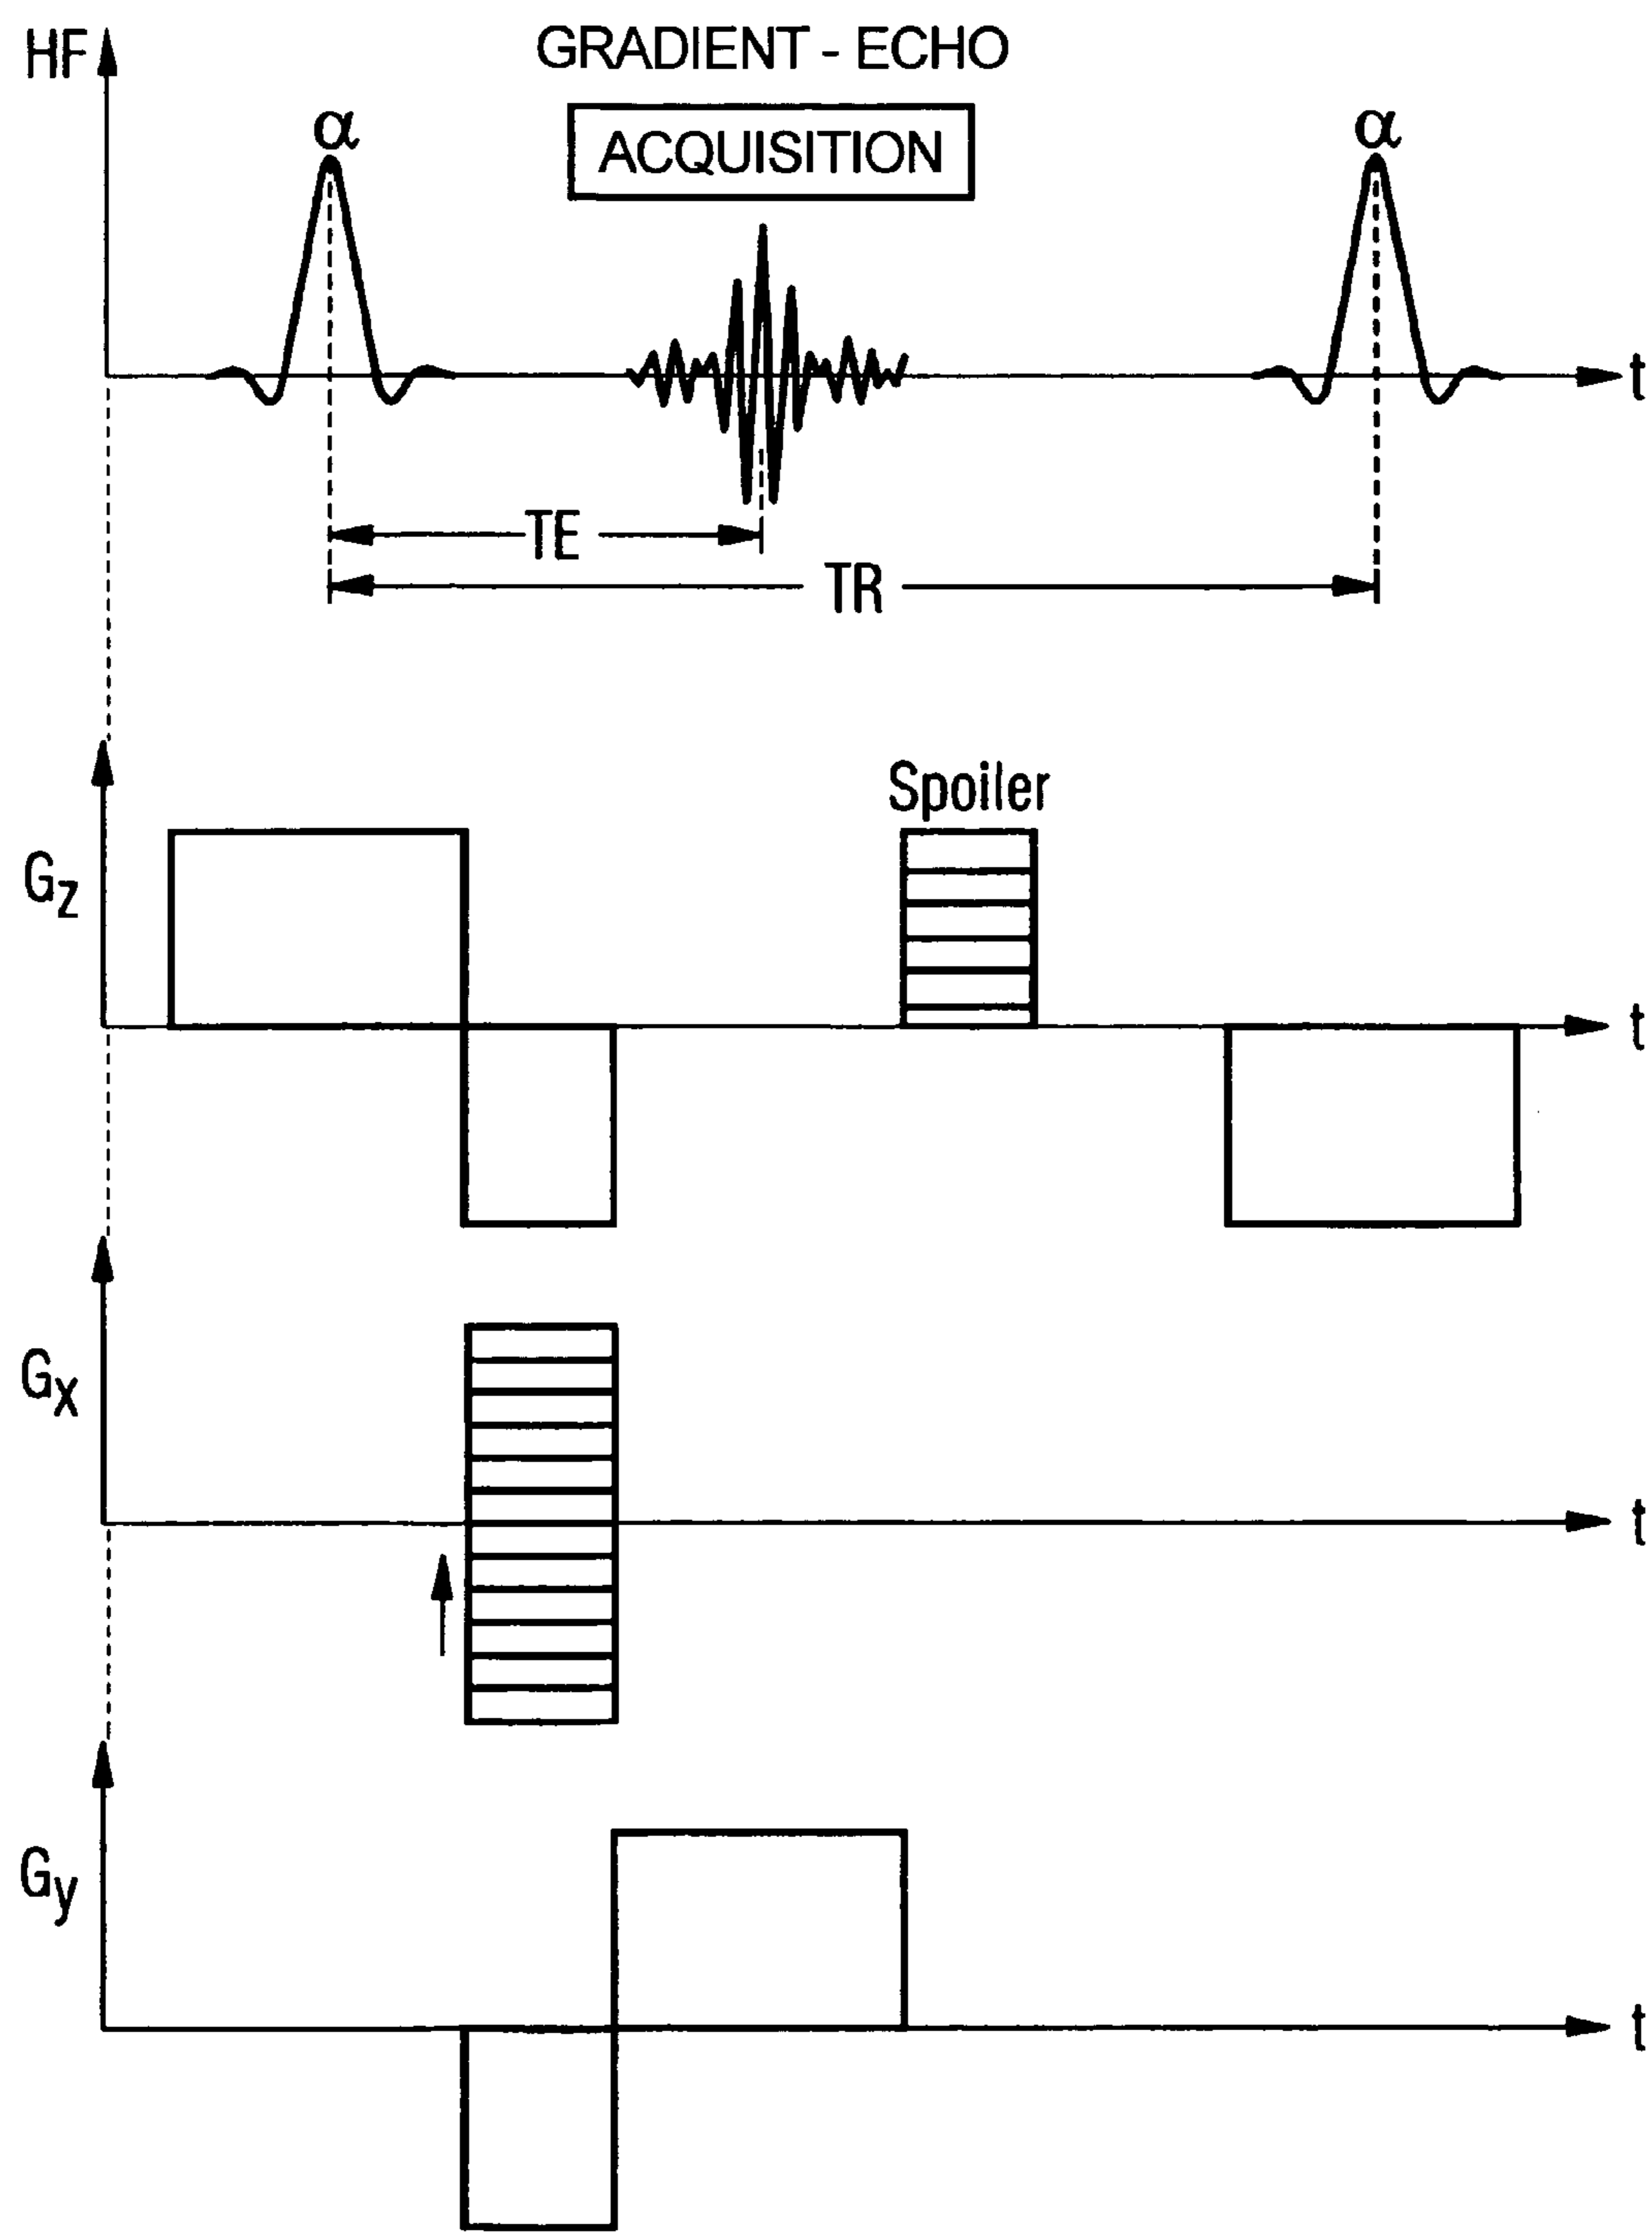 HF
GRADIENT - ECHO
ACQUISITION
α
α
t
TE
TR
Spoiler
Gz
t
Gx
t
Gy
t